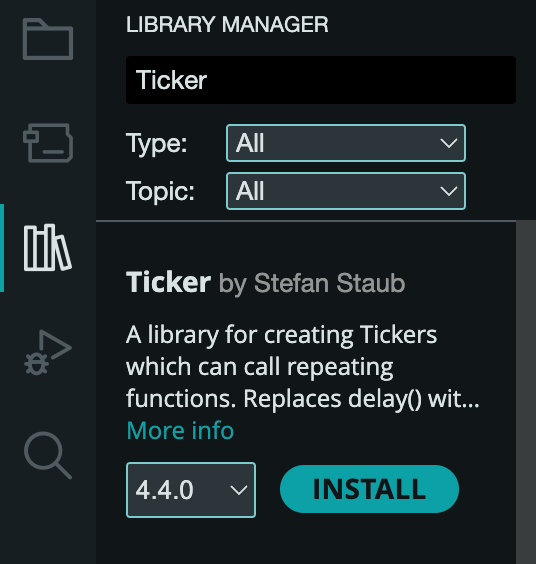 LIBRARY MANAGER
Ticker
Type: All
Topic: All
Ticker by Stefan Staub
A library for creating Tickers
which can call repeating
functions. Replaces delay() wit...
More info
4.4.0 INSTALL